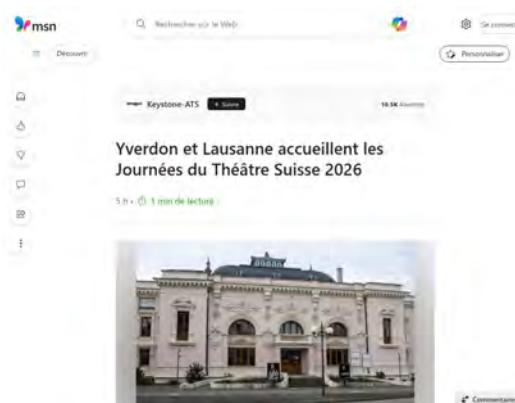 msn
Rechercher sur le Web
Se connect
Découvrir
Personnaliser
Keystone-ATS
+ Suivre
Yverdon et Lausanne accueillent les
Journées du Théâtre Suisse 2026
5 h •
1 min de lecture
Commentaire